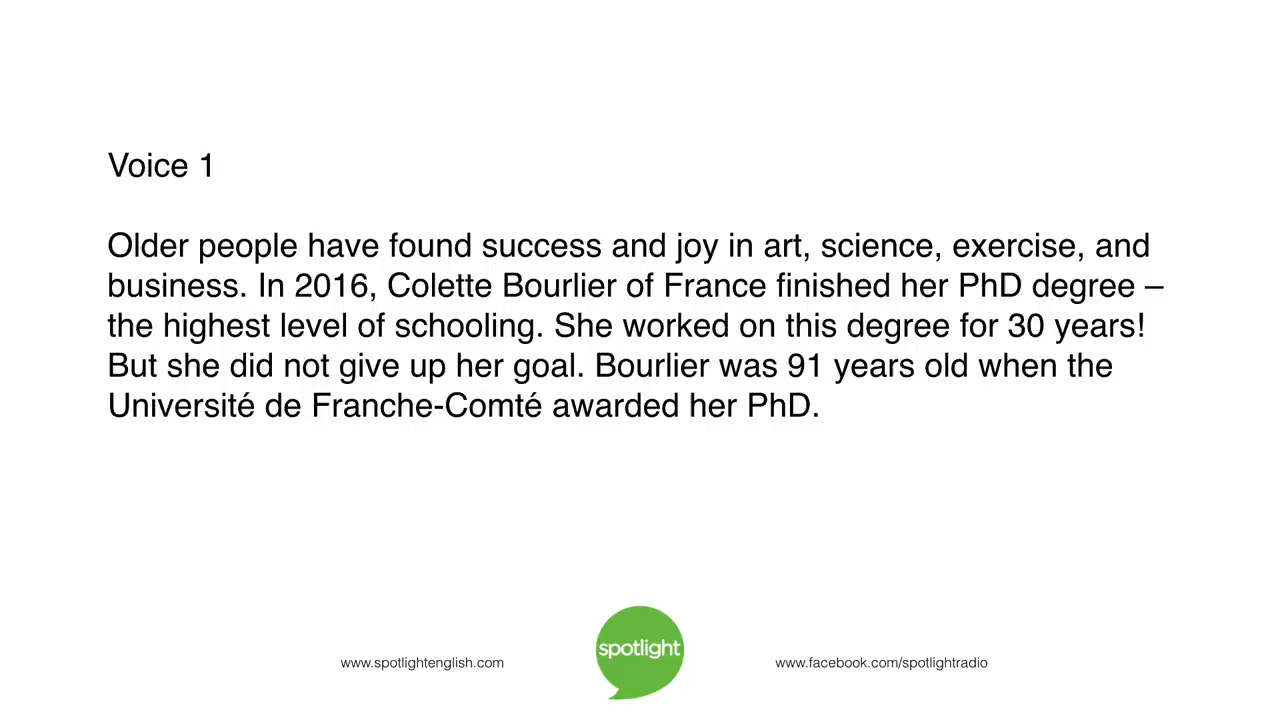 Voice 1
Older people have found success and joy in art, science, exercise, and
business. In 2016, Colette Bourlier of France finished her PhD degree –
the highest level of schooling. She worked on this degree for 30 years!
But she did not give up her goal. Bourlier was 91 years old when the
Université de Franche-Comté awarded her PhD.
www.spotlightenglish.com
spotlight
www.facebook.com/spotlightradio